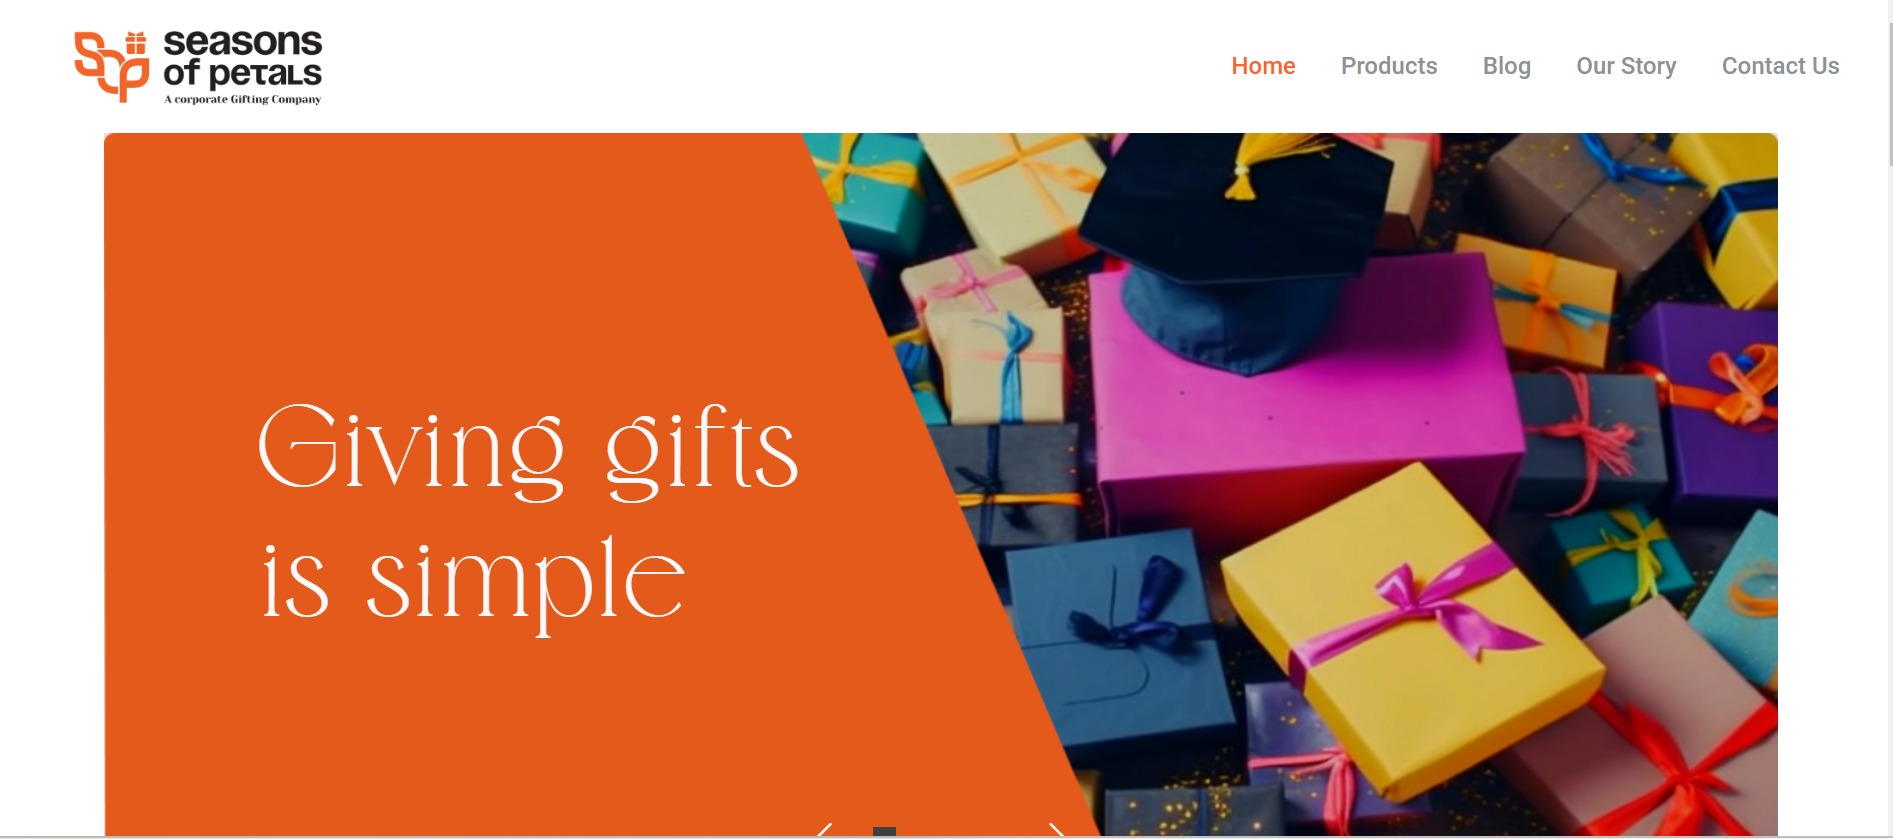 seasons
of petals
A corporate Gifting Company
Home Products Blog Our Story Contact Us
Giving gifts
is simple